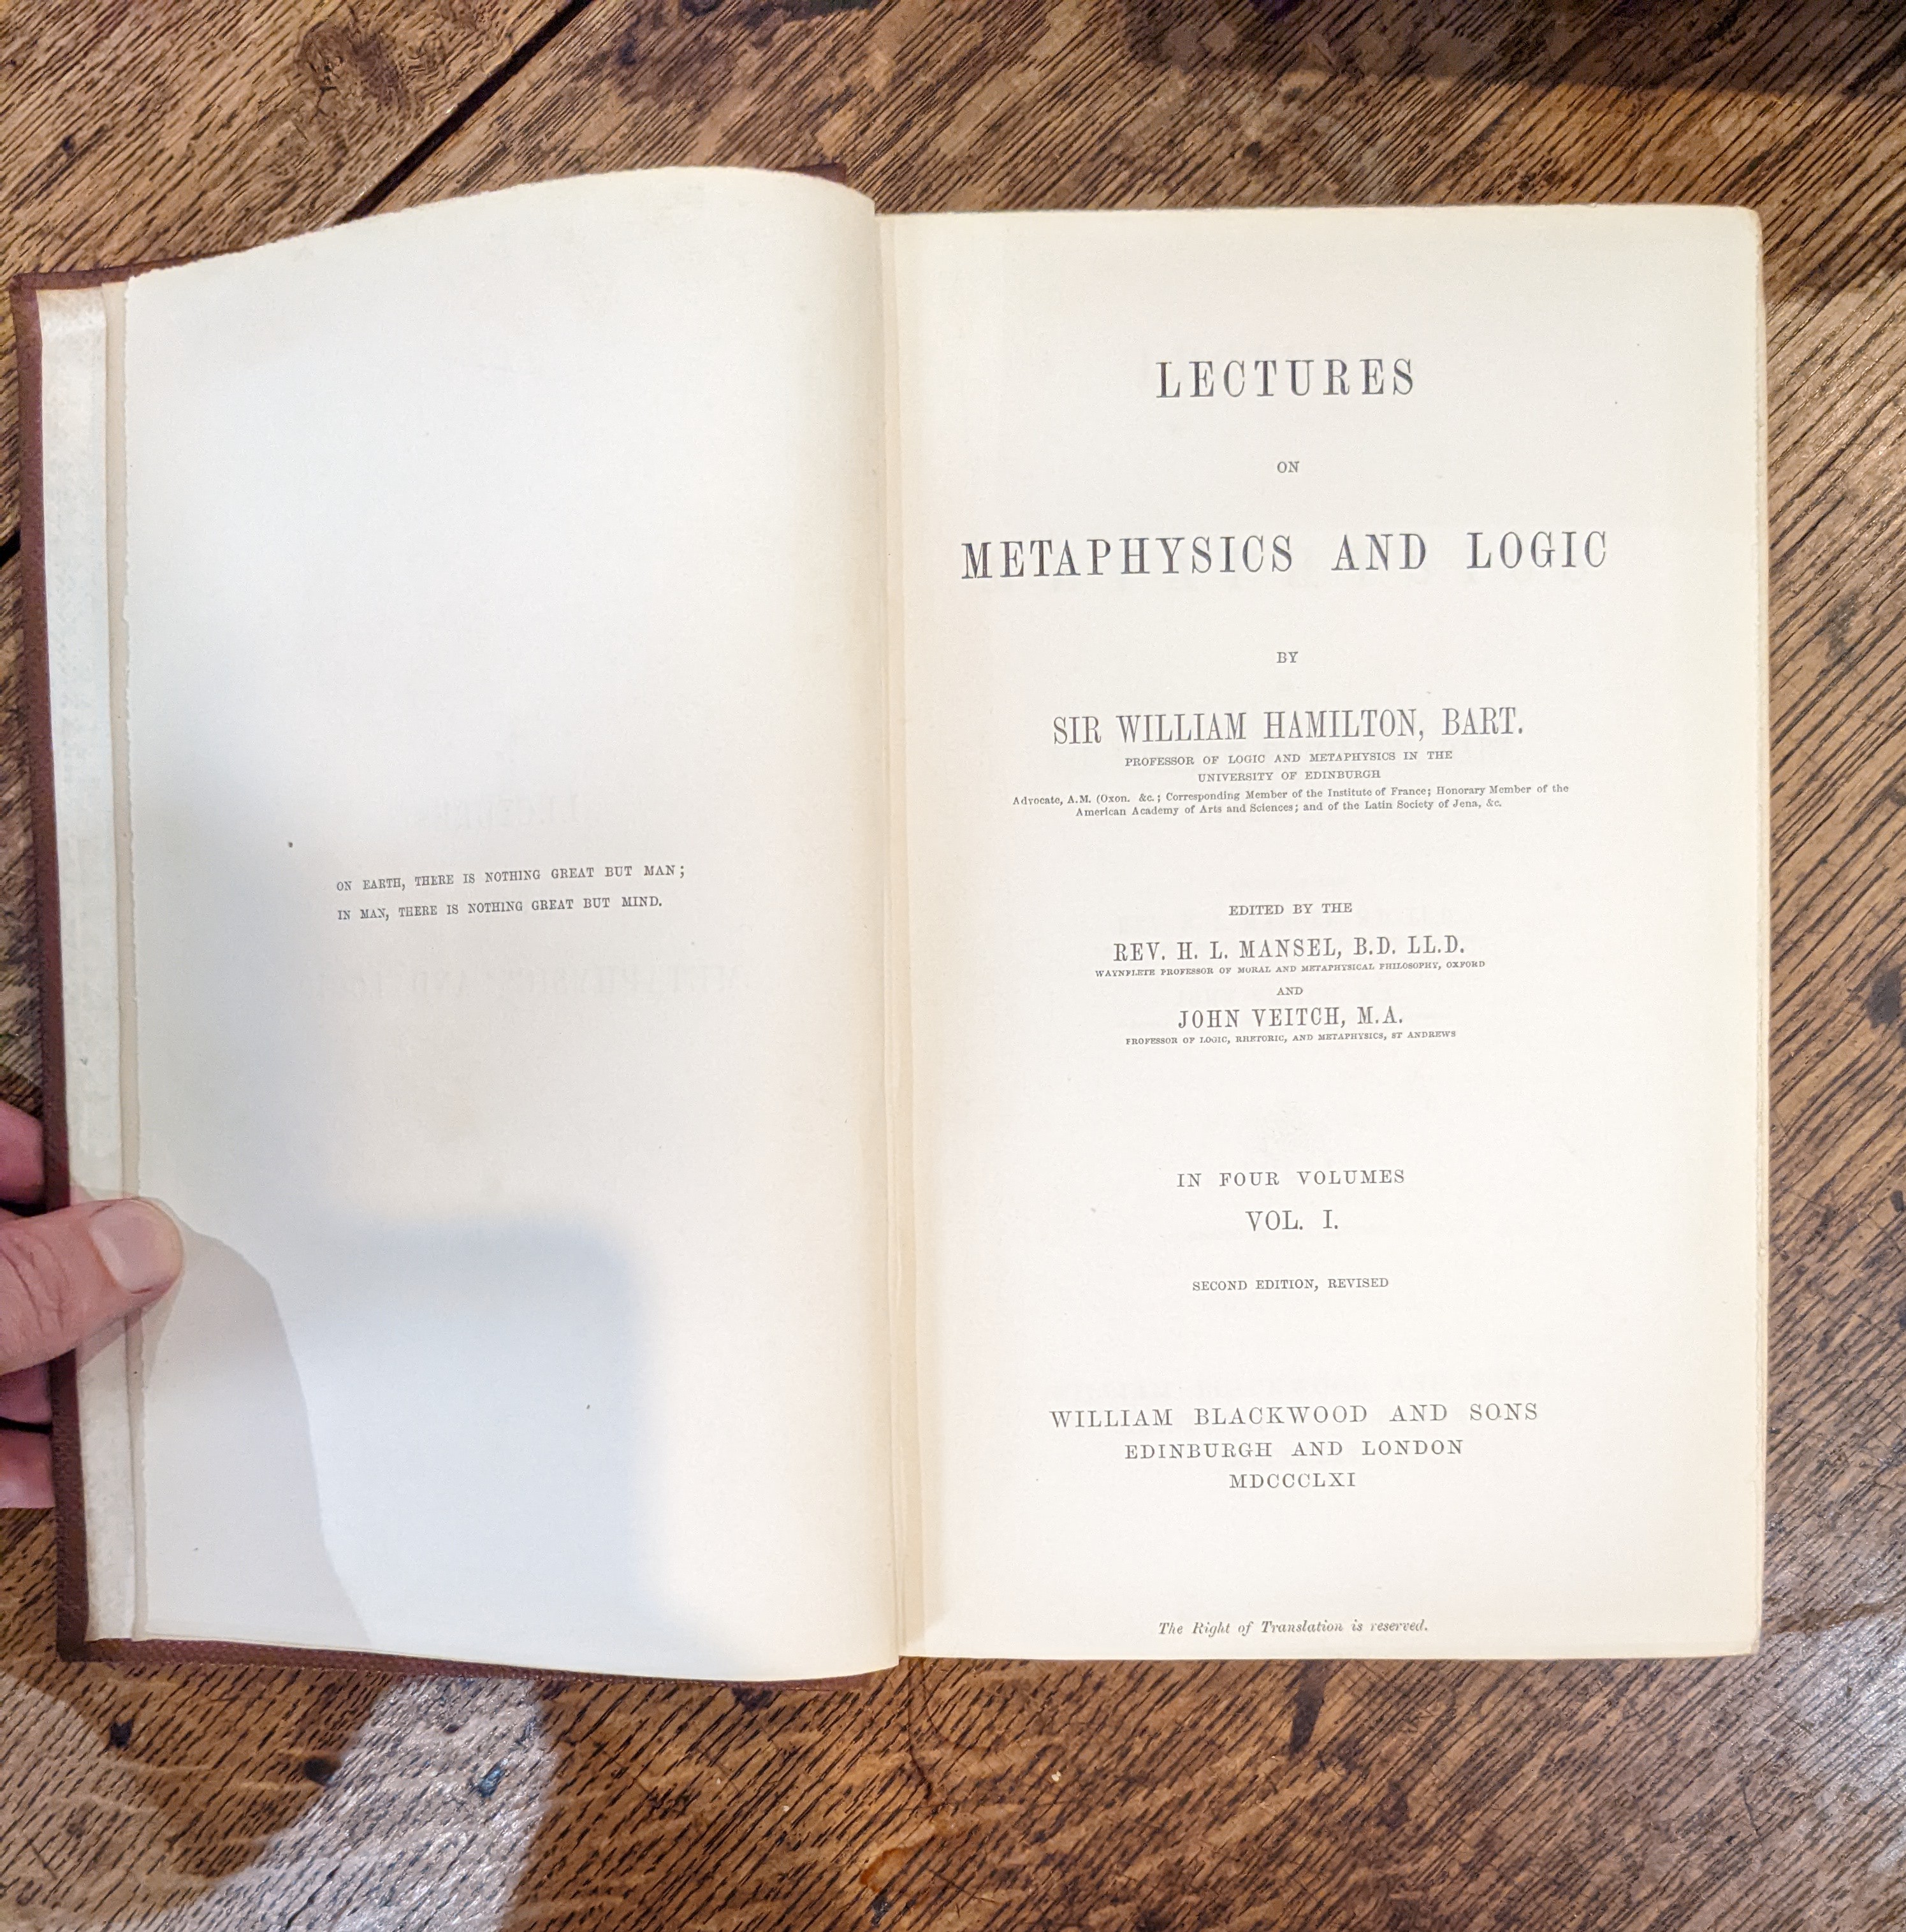 ON EARTH, THERE IS NOTHING GREAT BUT MAN;
IN MAN, THERE IS NOTHING GREAT BUT MIND.
LECTURES
ON
METAPHYSICS AND LOGIC
BY
SIR WILLIAM HAMILTON, BART.
PROFESSOR OF LOGIC AND METAPHYSICS IN THE
UNIVERSITY OF EDINBURGH
Advocate, A.M. (Oxon. &c.; Corresponding Member of the Institute of France; Honorary Member of the
American Academy of Arts and Sciences; and of the Latin Society of Jena, &c.
EDITED BY THE
REV. H. L. MANSEL, B.D. LL.D.
WAYNFLETE PROFESSOR OF MORAL AND METAPHYSICAL PHILOSOPHY, OXFORD
AND
JOHN VEITCH, M.A.
PROFESSOR OF LOGIC, RHETORIC, AND METAPHYSICS, ST ANDREWS
IN FOUR VOLUMES
VOL. I.
SECOND EDITION, REVISED
WILLIAM BLACKWOOD AND SONS
EDINBURGH AND LONDON
MDCCCLXI
The Right of Translation is reserved.